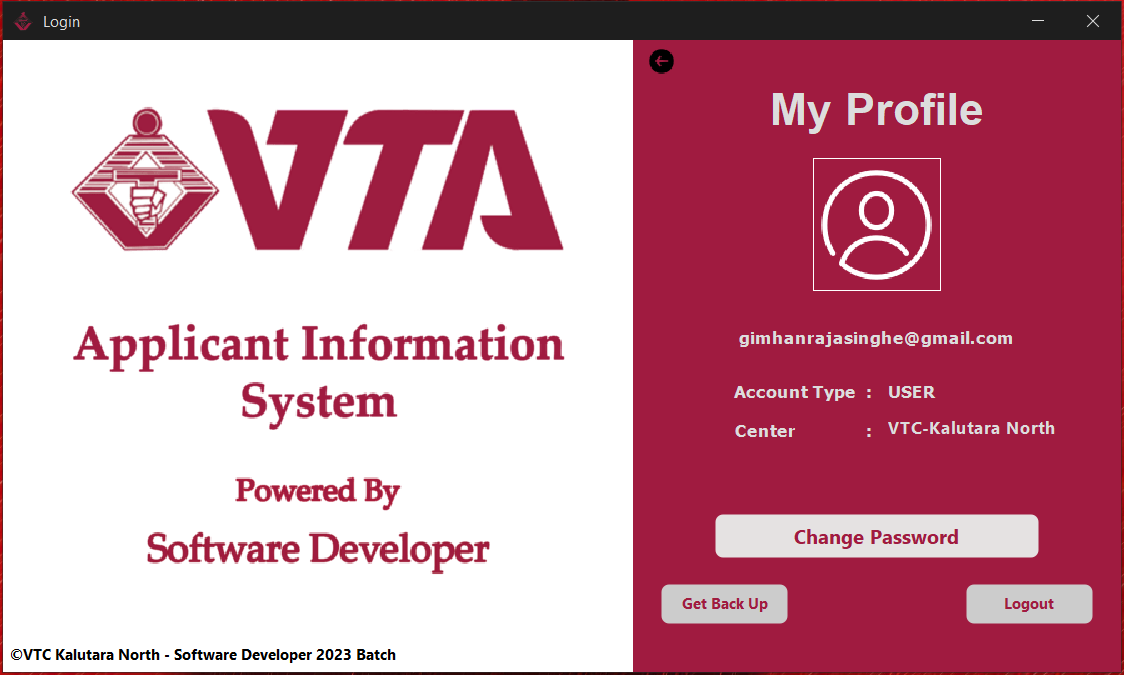 Login
VTA
Applicant Information
System
Powered By
Software Developer
©VTC Kalutara North - Software Developer 2023 Batch
My Profile
gimhanrajasinghe@gmail.com
Account Type : USER
Center : VTC-Kalutara North
Change Password
Get Back Up
Logout